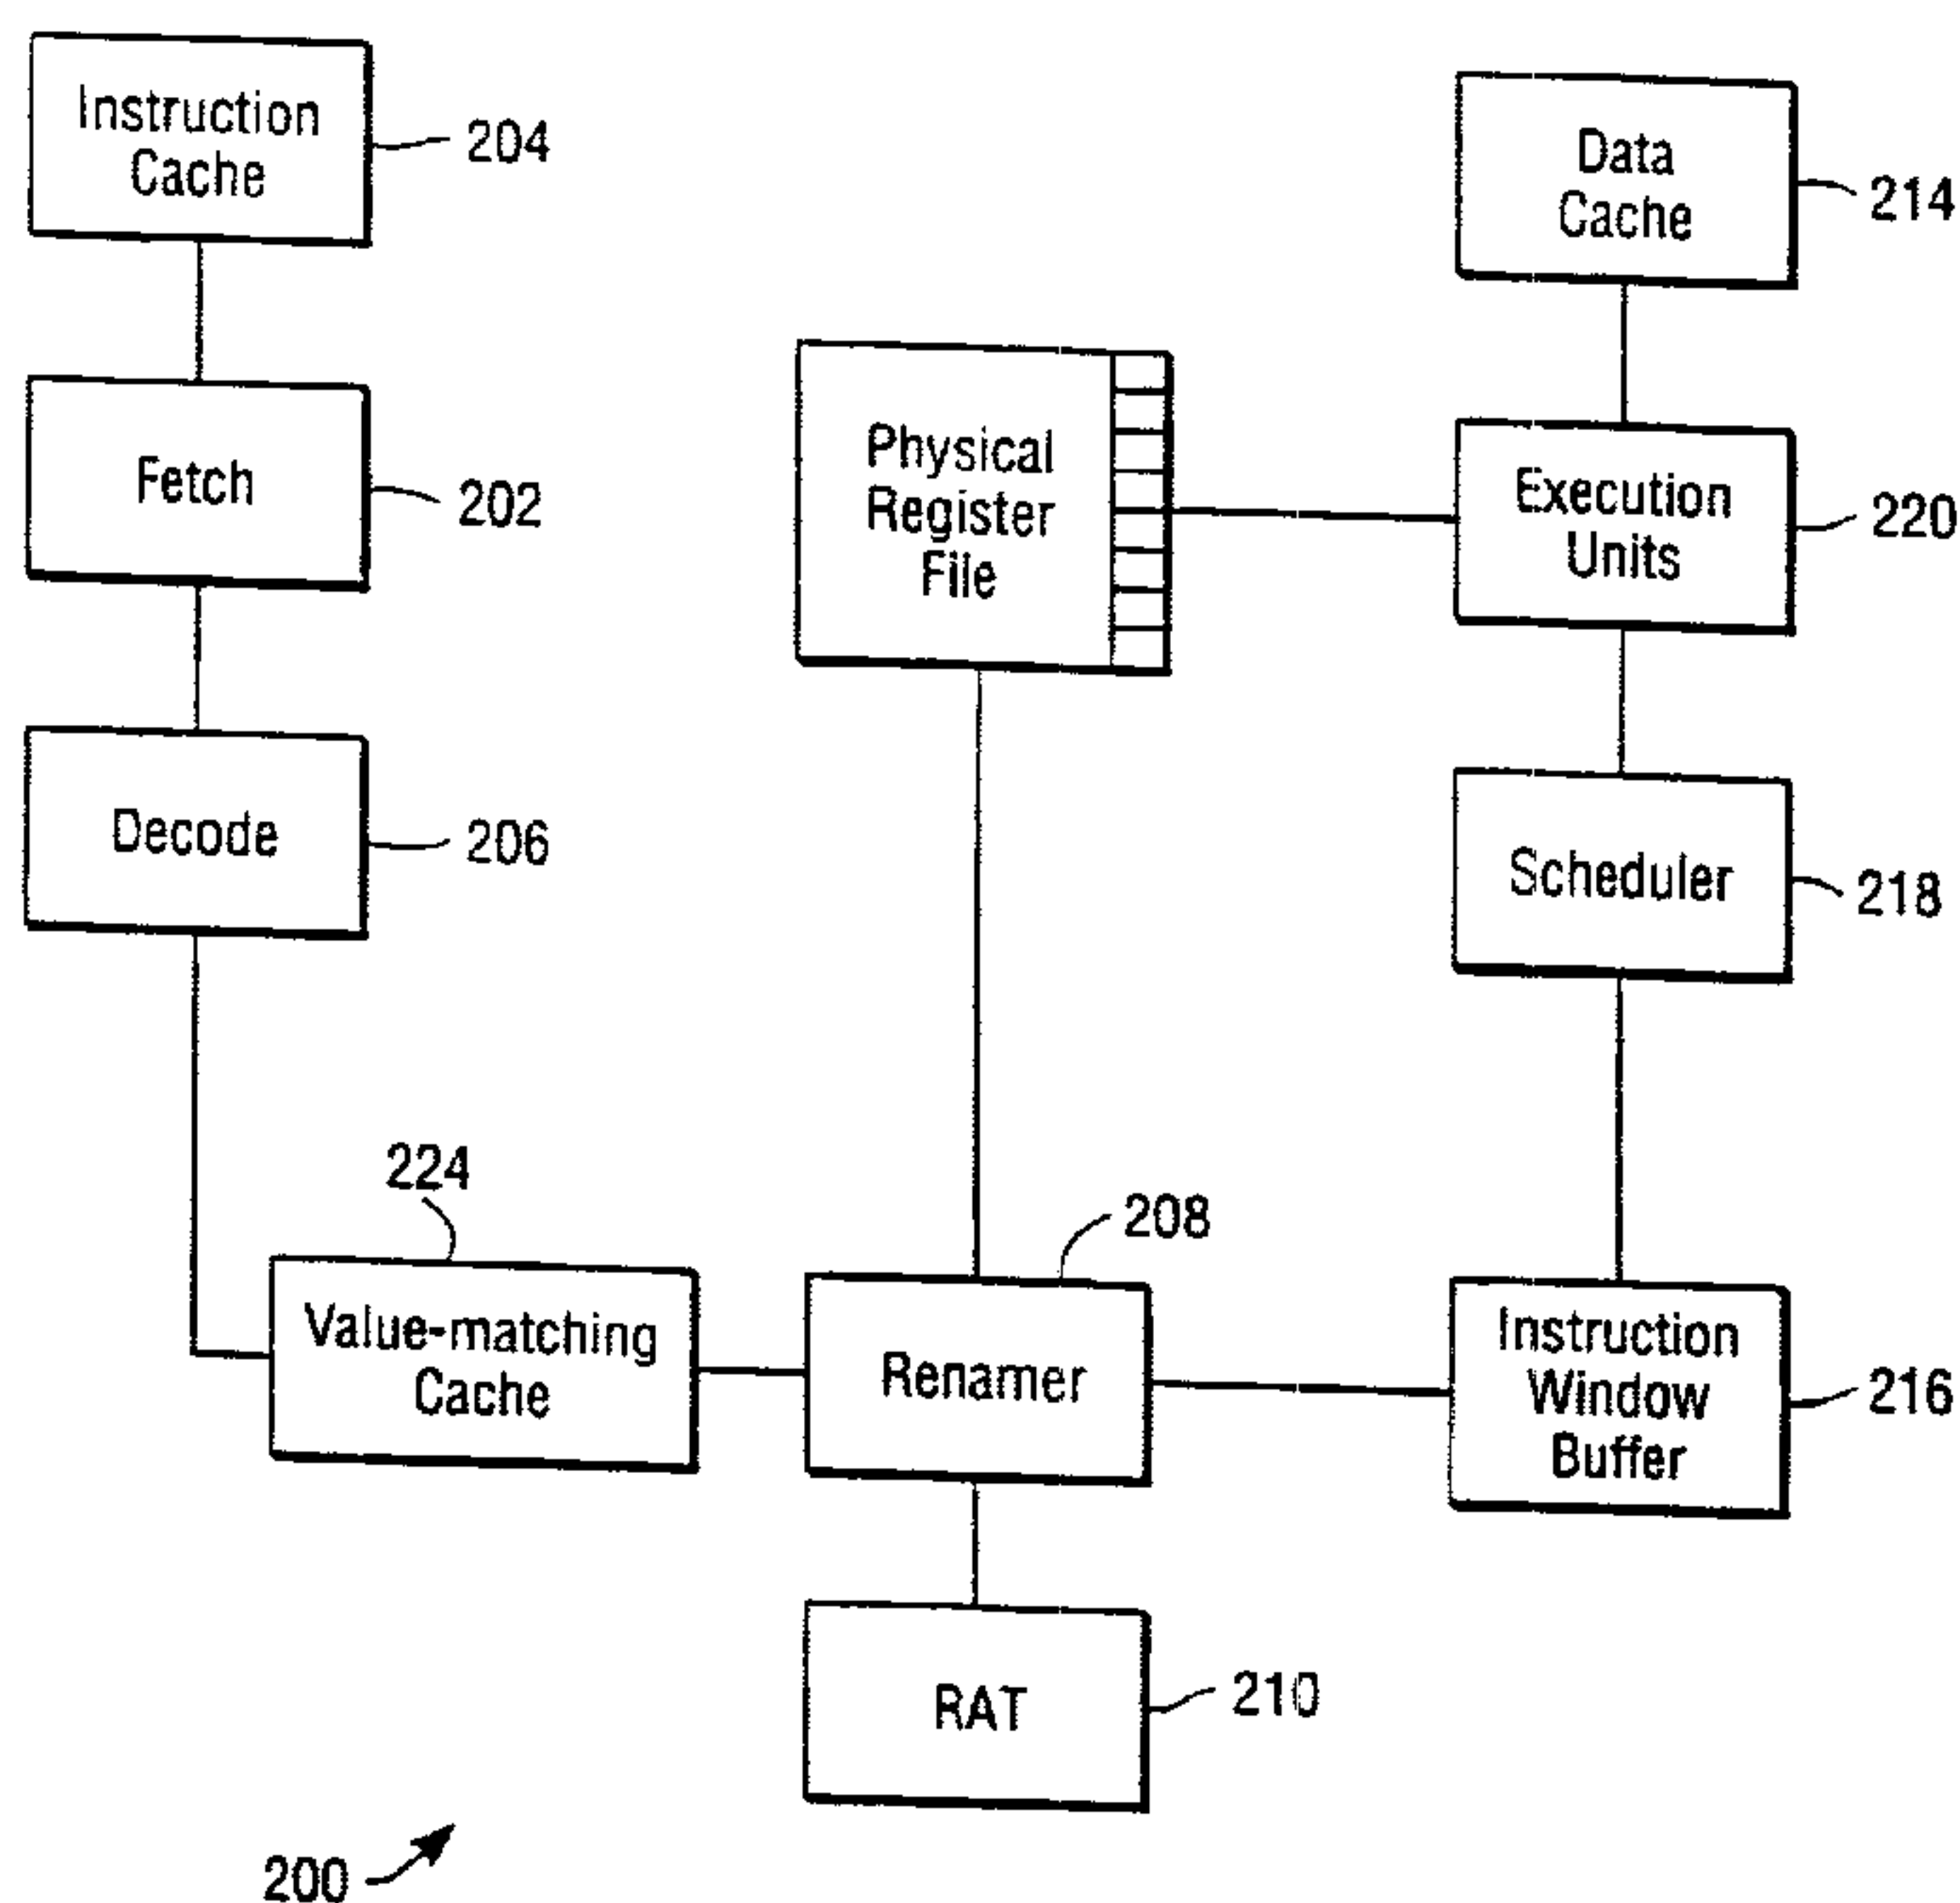 Instruction
Cache
204
Data
Cache
214
Fetch
202
Physical
Register
File
Execution
Units
220
Decode
206
Scheduler
218
224
Value-matching
Cache
208
Renamer
Instruction
Window
Buffer
216
RAT
210
200